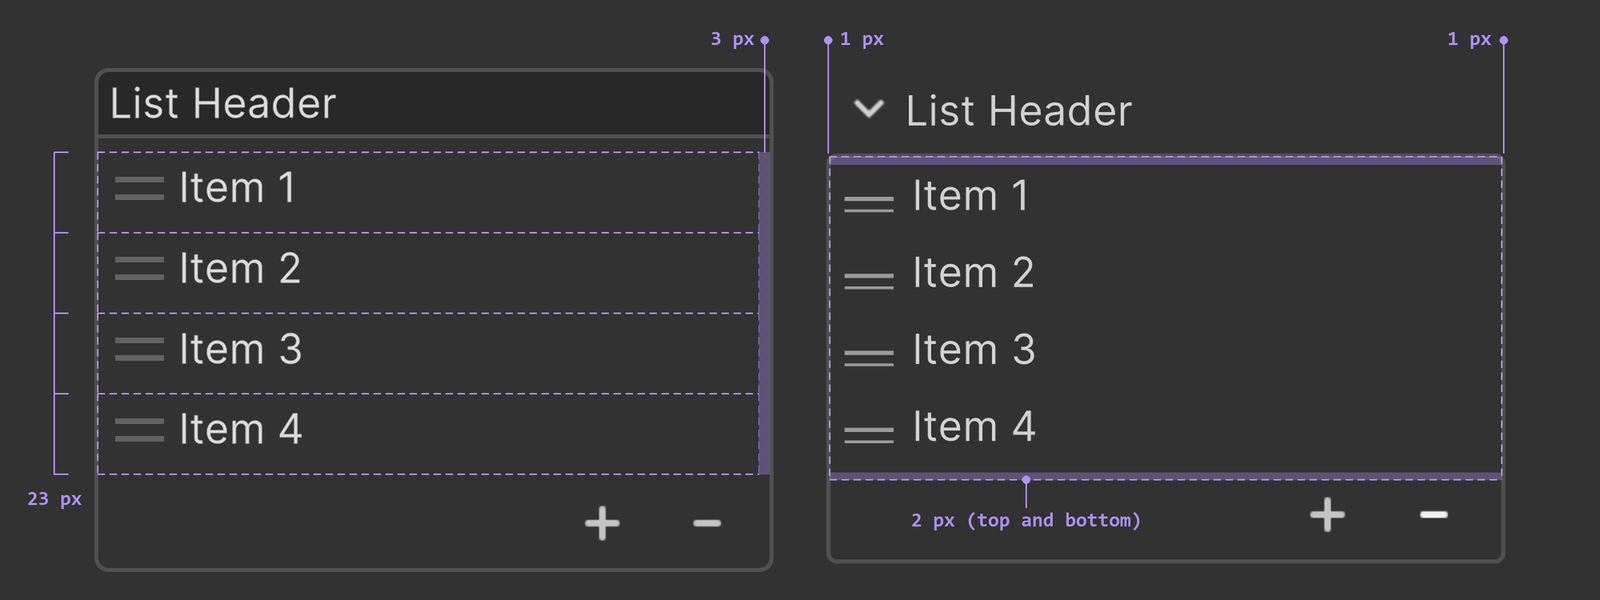 3 px
1 px
1 px
List Header
Item 1
Item 2
Item 3
Item 4
23 px
List Header
Item 1
Item 2
Item 3
Item 4
2 px (top and bottom)